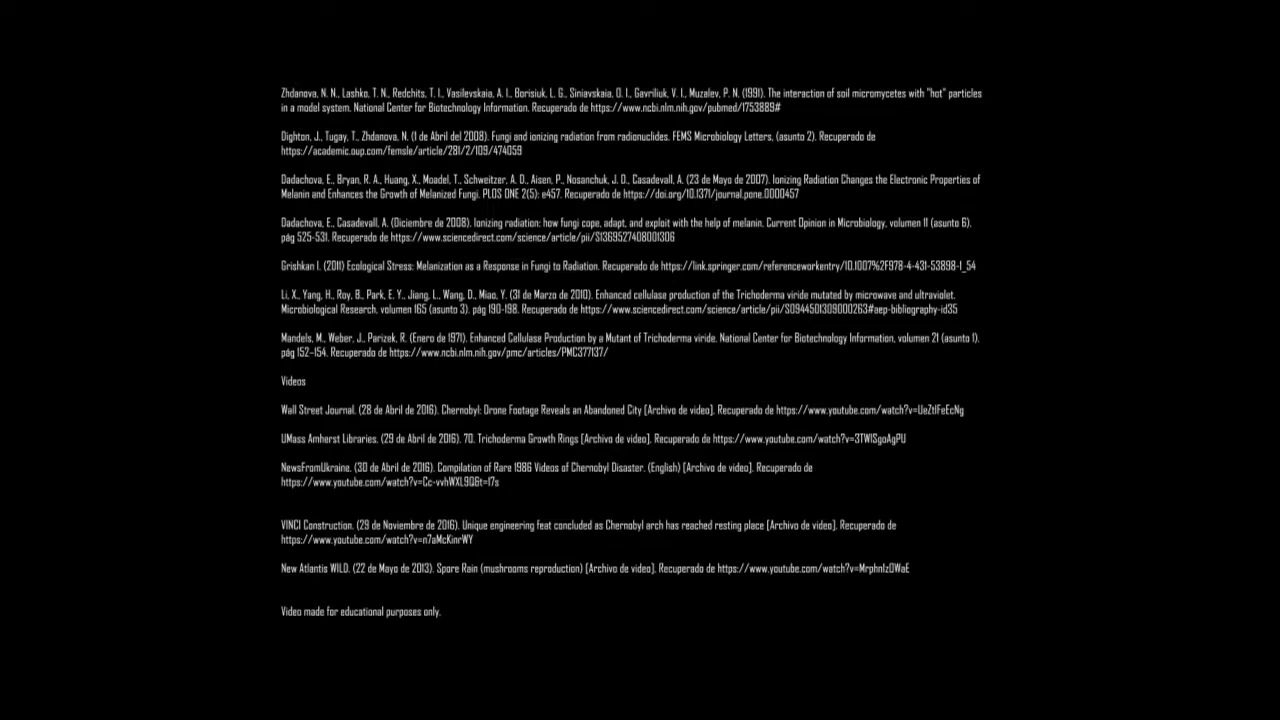 Zhdanova, N. N., Lashko, T. N., Redchits, T. I., Vasilevskaia, A. I., Borisiuk, L. G., Siniavskaia, O. I., Gavriliuk, V. I., Muzalev, P. N. (1991). The interaction of soil micromycetes with "hot" particles
in a model system. National Center for Biotechnology Information. Recuperado de https://www.ncbi.nlm.nih.gov/pubmed/1753889#
Dighton, J., Tugay, T., Zhdanova, N. (1 de Abril del 2008). Fungi and ionizing radiation from radionuclides. FEMS Microbiology Letters, (asunto 2). Recuperado de
https://academic.oup.com/femsle/article/281/2/109/474059
Dadachova, E., Bryan, R. A., Huang, X., Moadel, T., Schweitzer, A. D., Aisen, P., Nosanchuk, J. D., Casadevall, A. (23 de Mayo de 2007). Ionizing Radiation Changes the Electronic Properties of
Melanin and Enhances the Growth of Melanized Fungi. PLOS ONE 2(5): e457. Recuperado de https://doi.org/10.1371/journal.pone.0000457
Dadachova, E., Casadevall, A. (Diciembre de 2008). Ionizing radiation: how fungi cope, adapt, and exploit with the help of melanin. Current Opinion in Microbiology, volumen 11 (asunto 6).
pág 525-531. Recuperado de https://www.sciencedirect.com/science/article/pii/S1369527408001306
Grishkan I. (2011) Ecological Stress: Melanization as a Response in Fungi to Radiation. Recuperado de https://link.springer.com/referenceworkentry/10.1007%2F978-4-431-53898-1_54
Li, X., Yang, H., Roy, B., Park, E. Y., Jiang, L., Wang, D., Miao, Y. (31 de Marzo de 2010). Enhanced cellulase production of the Trichoderma viride mutated by microwave and ultraviolet.
Microbiological Research, volumen 165 (asunto 3). pág 190-198. Recuperado de https://www.sciencedirect.com/science/article/pii/S0944501309000263#aep-bibliography-id35
Mandels, M., Weber, J., Parizek, R. (Enero de 1971). Enhanced Cellulase Production by a Mutant of Trichoderma viride. National Center for Biotechnology Information, volumen 21 (asunto 1).
pág 152–154. Recuperado de https://www.ncbi.nlm.nih.gov/pmc/articles/PMC377137/
Videos
Wall Street Journal. (28 de Abril de 2016). Chernobyl: Drone Footage Reveals an Abandoned City [Archivo de video]. Recuperado de https://www.youtube.com/watch?v=UeZtIFeEcNg
UMass Amherst Libraries. (29 de Abril de 2016). 70. Trichoderma Growth Rings [Archivo de video]. Recuperado de https://www.youtube.com/watch?v=3TWISgoAgPU
NewsFromUkraine. (30 de Abril de 2016). Compilation of Rare 1986 Videos of Chernobyl Disaster. (English) [Archivo de video]. Recuperado de
https://www.youtube.com/watch?v=Cc-vvhWXL9Q&t=17s
VINCI Construction. (29 de Noviembre de 2016). Unique engineering feat concluded as Chernobyl arch has reached resting place [Archivo de video]. Recuperado de
https://www.youtube.com/watch?v=n7aMcKinrWY
New Atlantis WILD. (22 de Mayo de 2013). Spore Rain (mushrooms reproduction) [Archivo de video]. Recuperado de https://www.youtube.com/watch?v=Mrphn1zDWaE
Video made for educational purposes only.